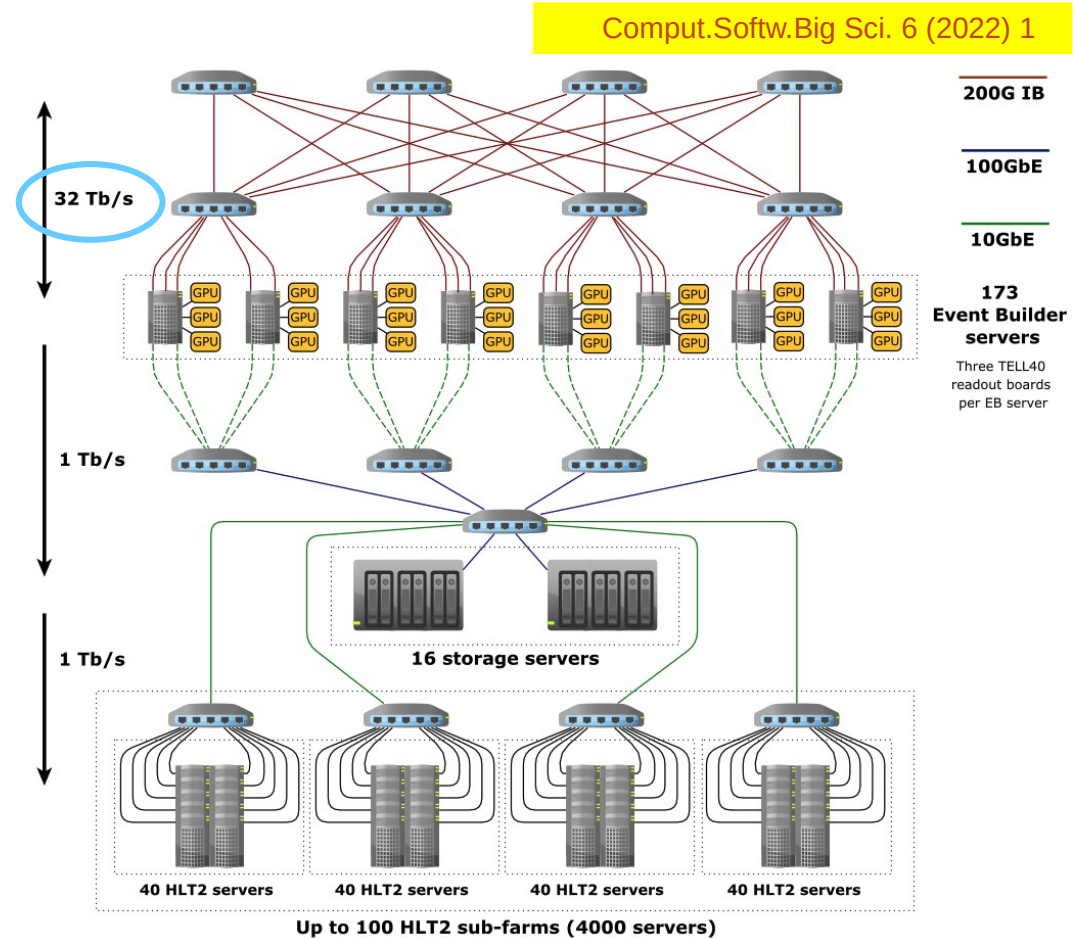 Comput.Softw.Big Sci. 6 (2022) 1
200G IB
100GbE
10GbE
32 Tb/s
GPU GPU GPU GPU GPU GPU GPU GPU
GPU GPU GPU GPU GPU GPU GPU GPU
GPU GPU GPU GPU GPU GPU GPU GPU
173
Event Builder
servers
Three TELL40
readout boards
per EB server
1 Tb/s
16 storage servers
1 Tb/s
40 HLT2 servers
40 HLT2 servers
40 HLT2 servers
40 HLT2 servers
Up to 100 HLT2 sub-farms (4000 servers)